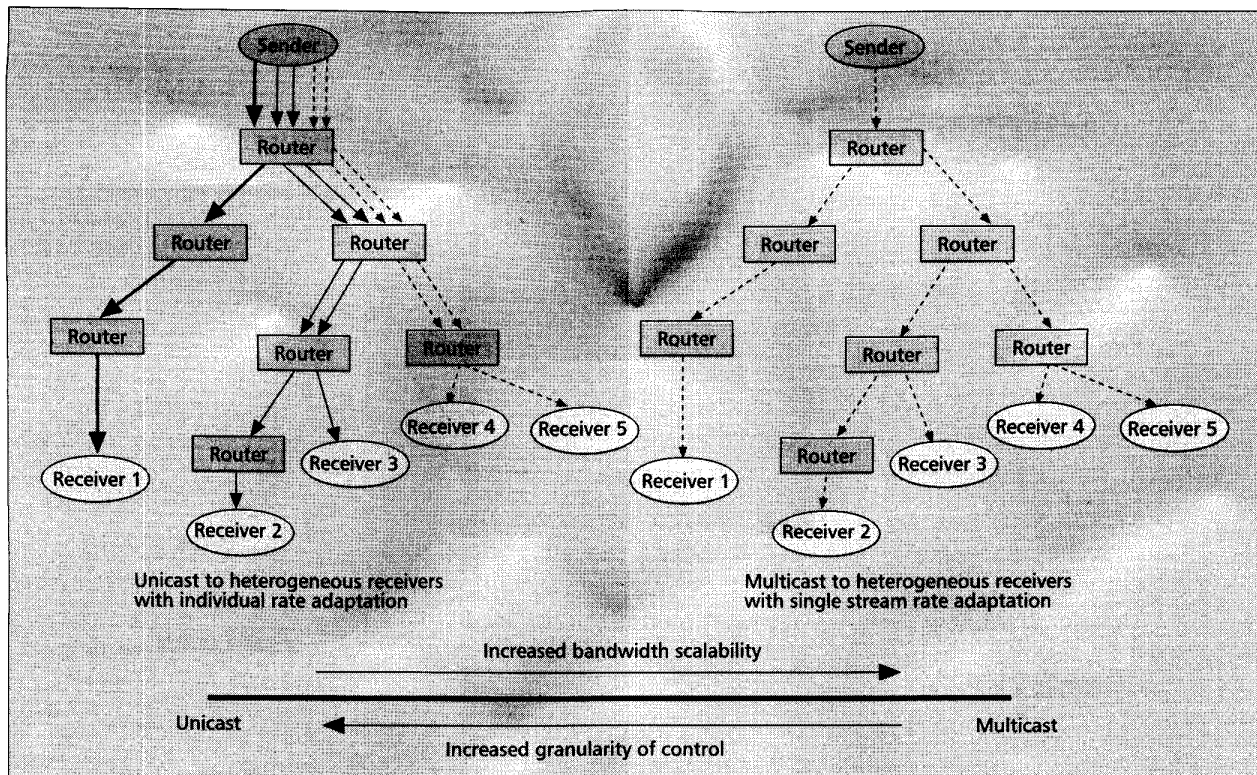 Sender
Sender
Router
Router
Router
Router
Router
Router
Router
Router
Router
Router
Router
Router
Router
Router
Receiver 4
Receiver 5
Receiver 4
Receiver 5
Router
Receiver 3
Router
Receiver 3
Receiver 1
Receiver 1
Receiver 2
Receiver 2
Unicast to heterogeneous receivers
with individual rate adaptation
Multicast to heterogeneous receivers
with single stream rate adaptation
Increased bandwidth scalability
Unicast
Multicast
Increased granularity of control